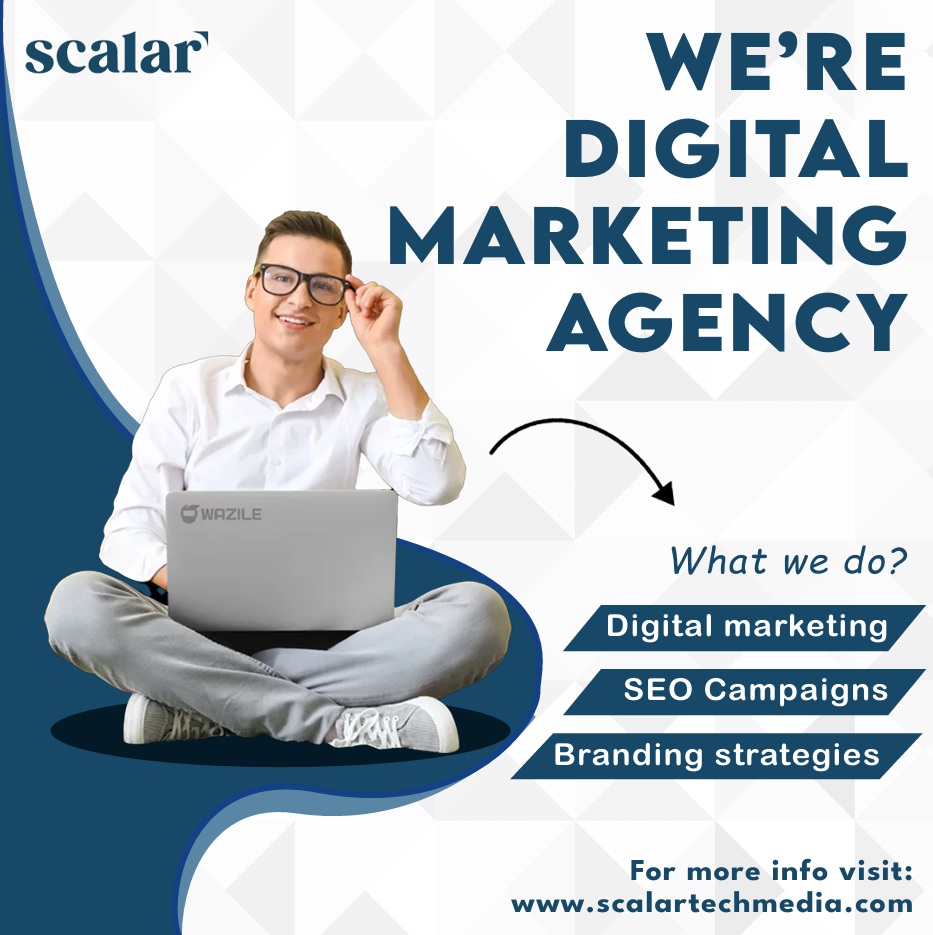 scalar
WE’RE
DIGITAL
MARKETING
AGENCY
WAZILE
What we do?
Digital marketing
SEO Campaigns
Branding strategies
For more info visit:
www.scalartechmedia.com